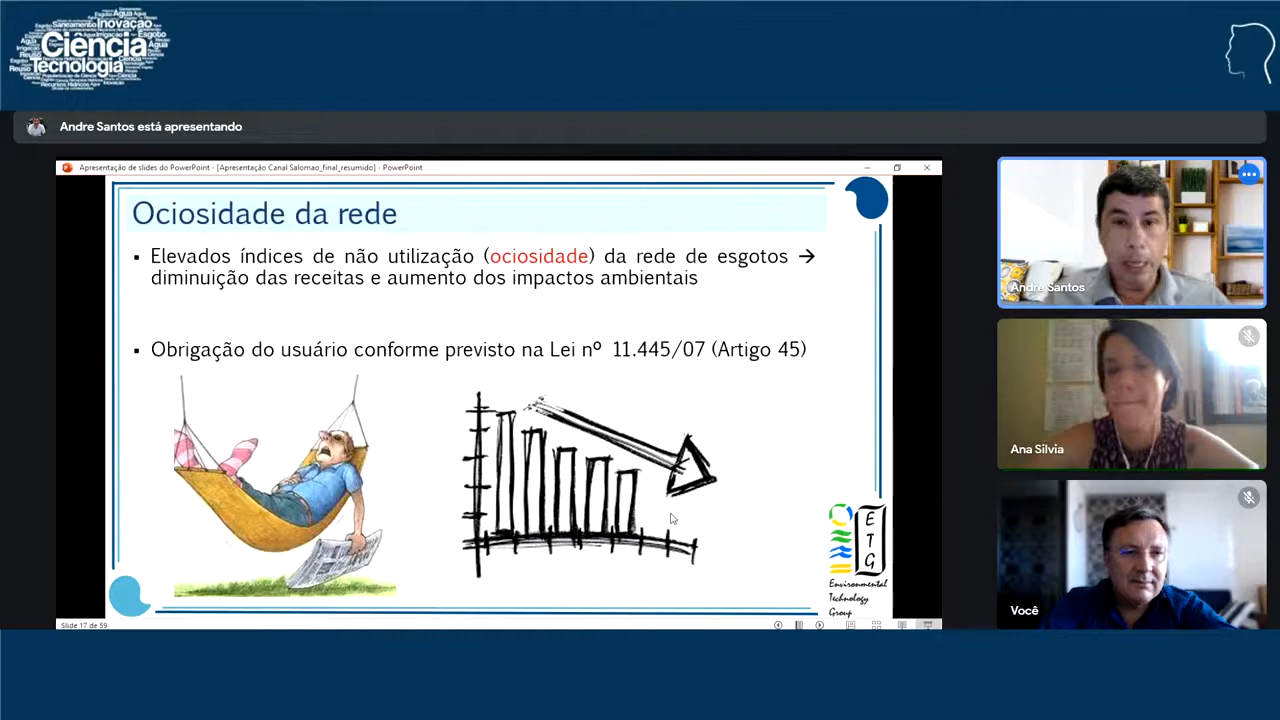 Inovação
Ciência
Tecnologia
Andre Santos está apresentando
Apresentação de slides do PowerPoint - [Apresentação Canal Salomao_final_resumido] - PowerPoint
Ociosidade da rede
▪ Elevados índices de não utilização (ociosidade) da rede de esgotos →
diminuição das receitas e aumento dos impactos ambientais
▪ Obrigação do usuário conforme previsto na Lei nº 11.445/07 (Artigo 45)
E
T
G
Environmental
Technology
Group
Slide 17 de 59
Andre Santos
Ana Silvia
Você